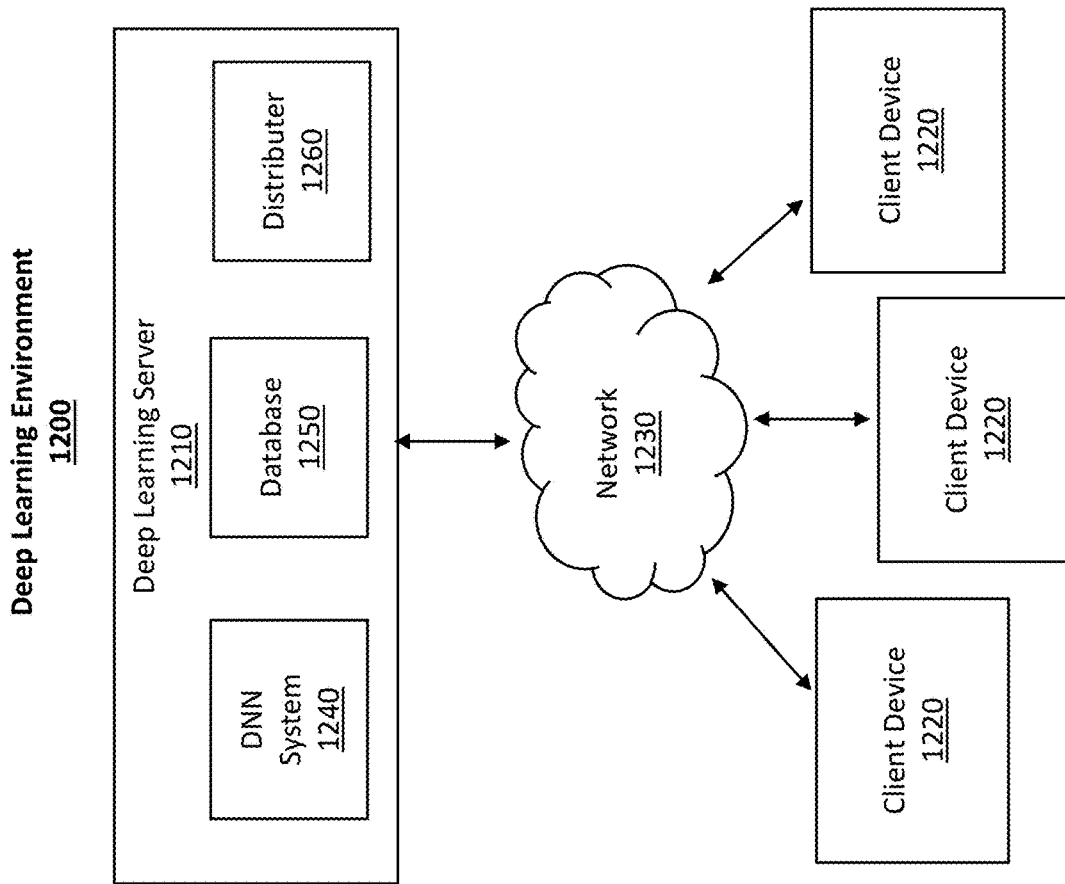 Deep Learning Environment
1200
Deep Learning Server
1210
DNN
System
1240
Database
1250
Distributer
1260
Network
1230
Client Device
1220
Client Device
1220
Client Device
1220